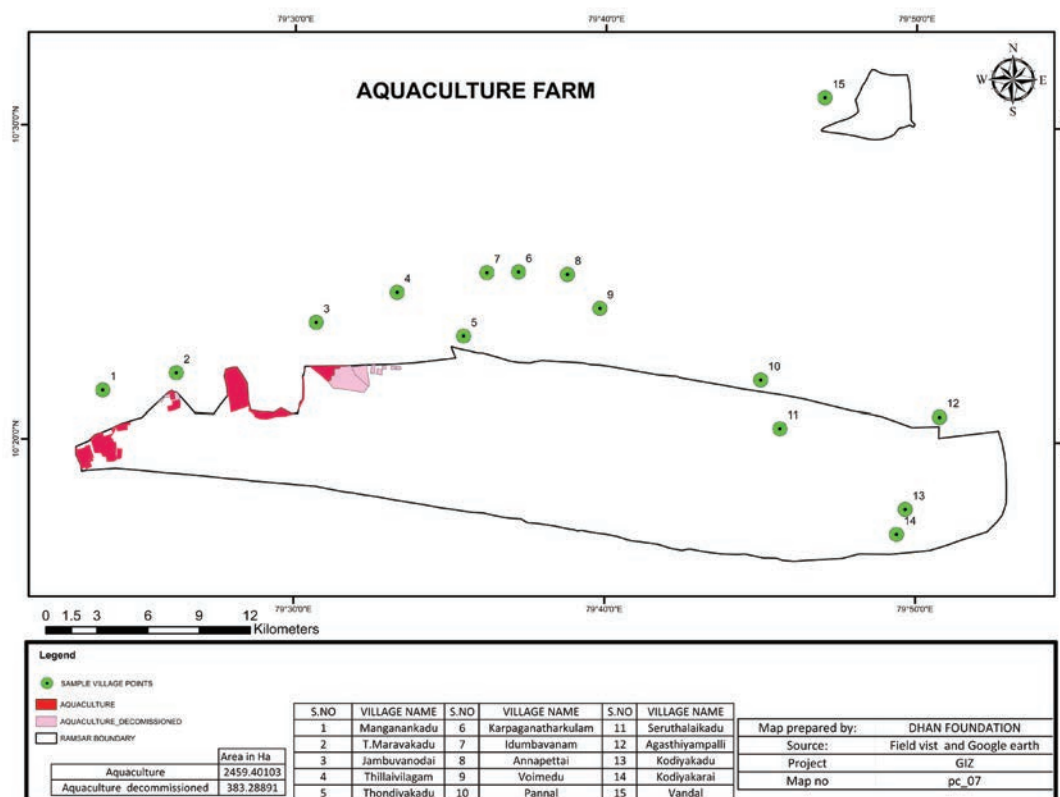 79°30'0"E 79°40'0"E 79°50'0"E
N
W E
S
AQUACULTURE FARM
15
10°30'0"N
7 6 8
4
9
3
5
2
1
10
12
11
10°20'0"N
13
14
79°30'0"E 79°40'0"E 79°50'0"E
0 1.5 3 6 9 12
Kilometers
Legend
SAMPLE VILLAGE POINTS
AQUACULTURE
AQUACULTURE_DECOMISSIONED
RAMSAR BOUNDARY
Area in Ha
Aquaculture 2459.40103
Aquaculture decommissioned 383.28891
S.NO VILLAGE NAME S.NO VILLAGE NAME S.NO VILLAGE NAME
1 Manganankadu 6 Karpaganatharkulam 11 Seruthalaikadu
2 T.Maravakadu 7 Idumbavanam 12 Agasthiyampalli
3 Jambuvanodai 8 Annapettai 13 Kodiyakadu
4 Thillaivilagam 9 Voimedu 14 Kodiyakarai
5 Thondiyakadu 10 Pannal 15 Vandal
Map prepared by: DHAN FOUNDATION
Source: Field vist and Google earth
Project GIZ
Map no pc_07